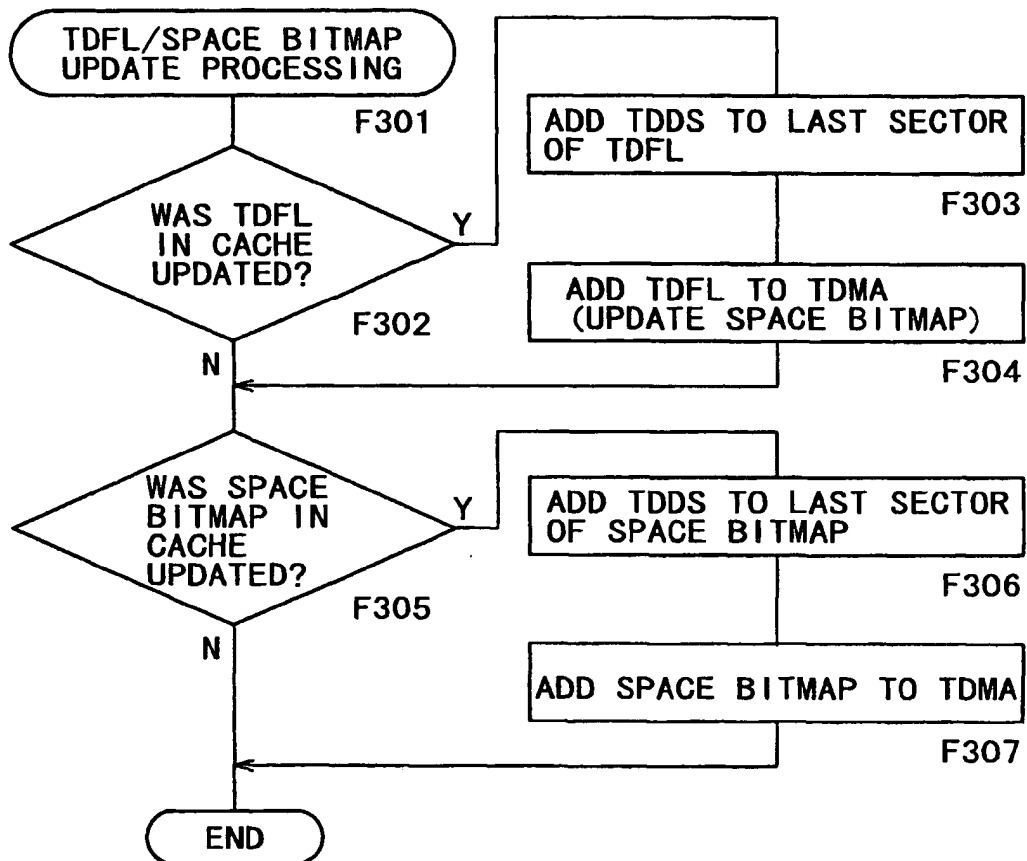 TDFL/SPACE BITMAP
UPDATE PROCESSING
F301
WAS TDFL
IN CACHE
UPDATED?
Y
F302
N
ADD TDDS TO LAST SECTOR
OF TDFL
F303
ADD TDFL TO TDMA
(UPDATE SPACE BITMAP)
F304
WAS SPACE
BITMAP IN
CACHE
UPDATED?
Y
F305
N
ADD TDDS TO LAST SECTOR
OF SPACE BITMAP
F306
ADD SPACE BITMAP TO TDMA
F307
END